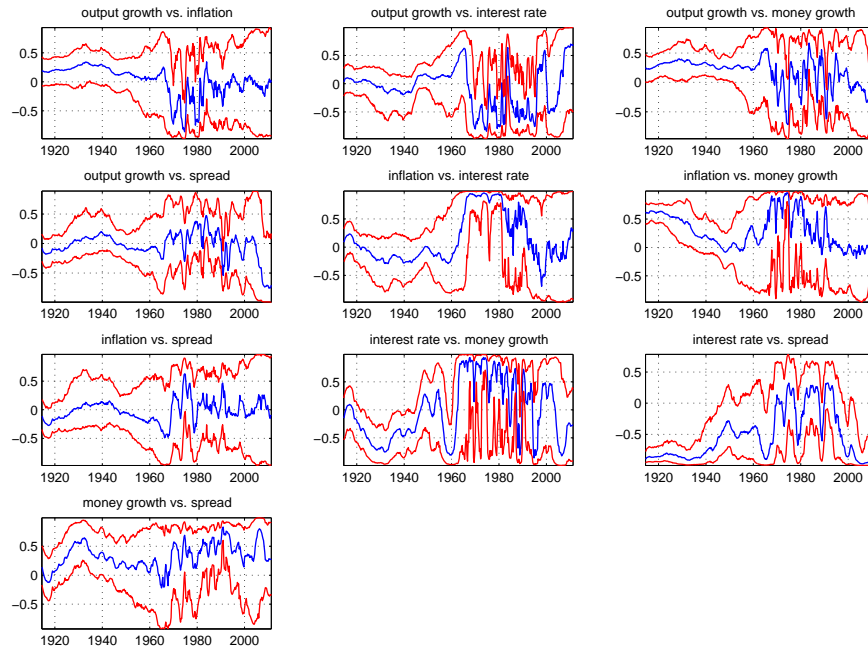 output growth vs. inflation
output growth vs. interest rate
output growth vs. money growth
0.5
0
−0.5
1920 1940 1960 1980 2000
0.5
0
−0.5
1920 1940 1960 1980 2000
0.5
0
−0.5
1920 1940 1960 1980 2000
output growth vs. spread
inflation vs. interest rate
inflation vs. money growth
0.5
0
−0.5
1920 1940 1960 1980 2000
0.5
0
−0.5
1920 1940 1960 1980 2000
0.5
0
−0.5
1920 1940 1960 1980 2000
inflation vs. spread
interest rate vs. money growth
interest rate vs. spread
0.5
0
−0.5
1920 1940 1960 1980 2000
0.5
0
−0.5
1920 1940 1960 1980 2000
0.5
0
−0.5
1920 1940 1960 1980 2000
money growth vs. spread
0.5
0
−0.5
1920 1940 1960 1980 2000